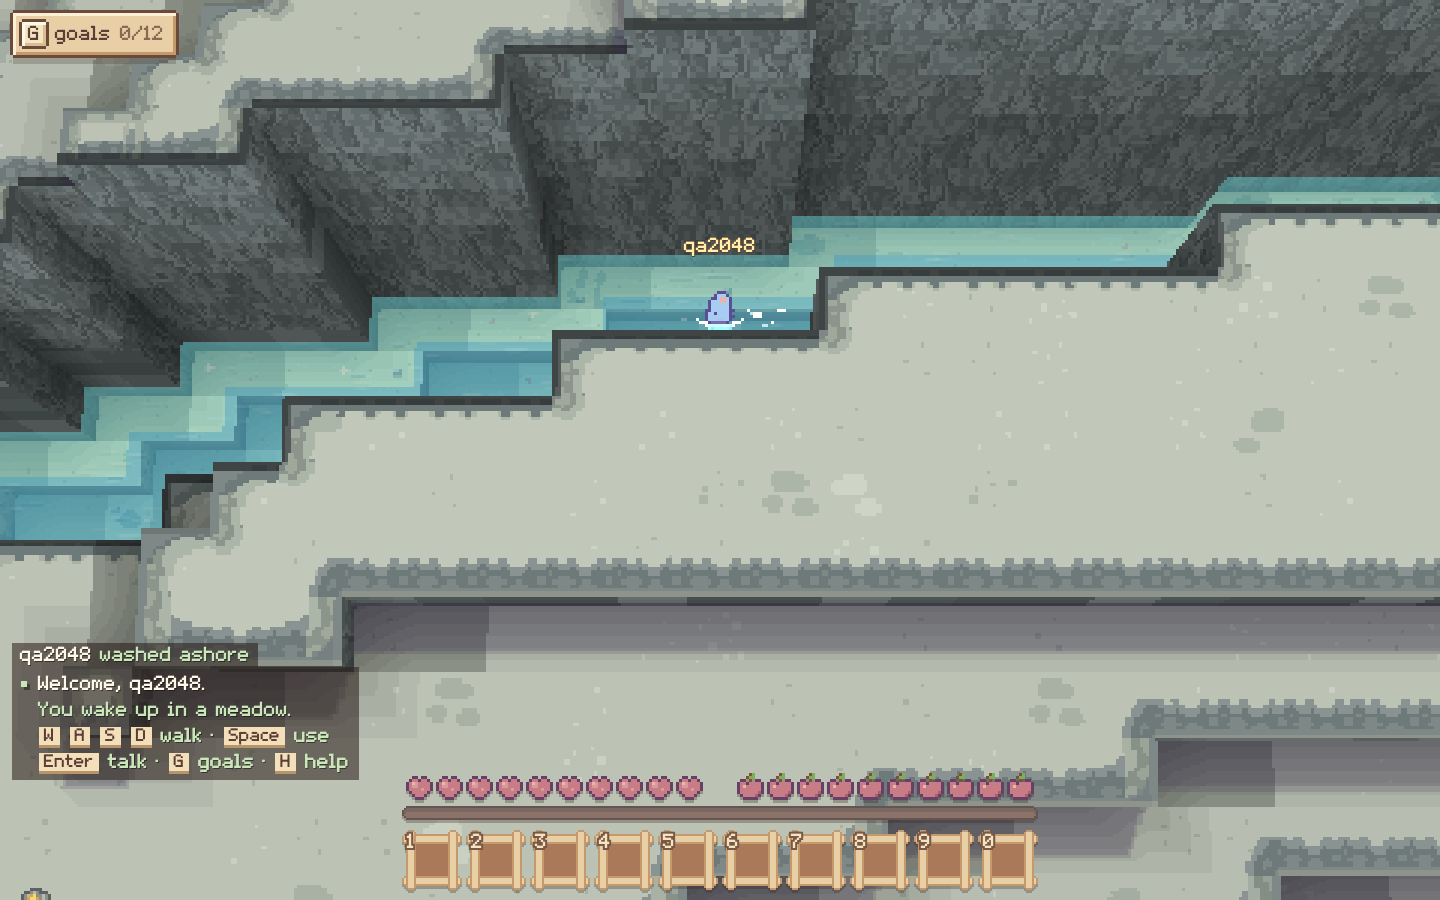 G goals 0/12
qa2048
qa2048 washed ashore
Welcome, qa2048.
You wake up in a meadow.
W A S D walk · Space use
Enter talk · G goals · H help
1 2 3 4 5 6 7 8 9 0